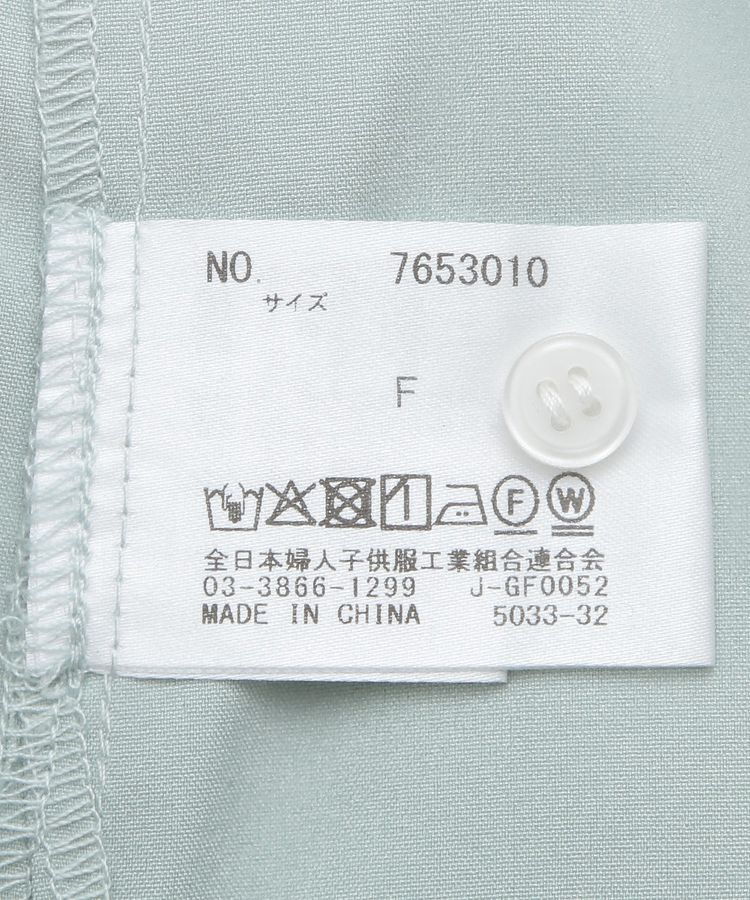 NO. 7653010
サイズ
F
F W
全日本婦人子供服工業組合連合会
03-3866-1299 J-GF0052
MADE IN CHINA 5033-32